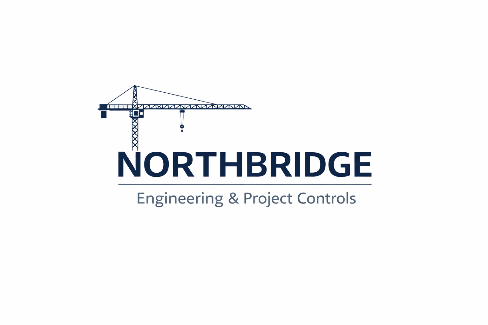 NORTHBRIDGE
Engineering & Project Controls